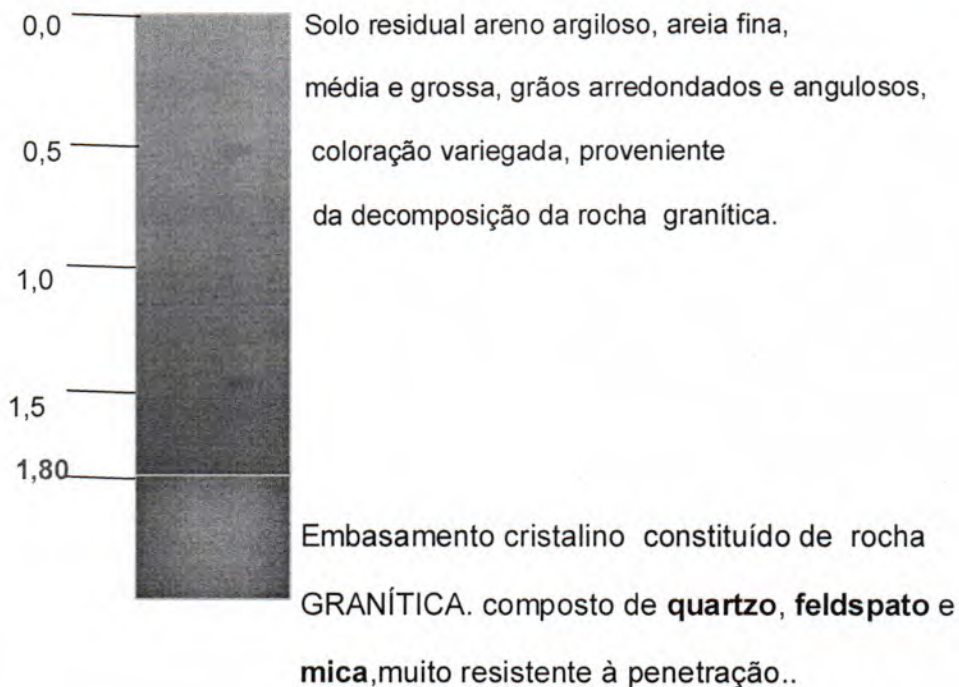 0,0
Solo residual areno argiloso, areia fina,
média e grossa, grãos arredondados e angulosos,
0,5
coloração variegada, proveniente
da decomposição da rocha granítica.
1,0
1,5
1,80
Embasamento cristalino constituído de rocha
GRANÍTICA. composto de quartzo, feldspato e
mica,muito resistente à penetração..